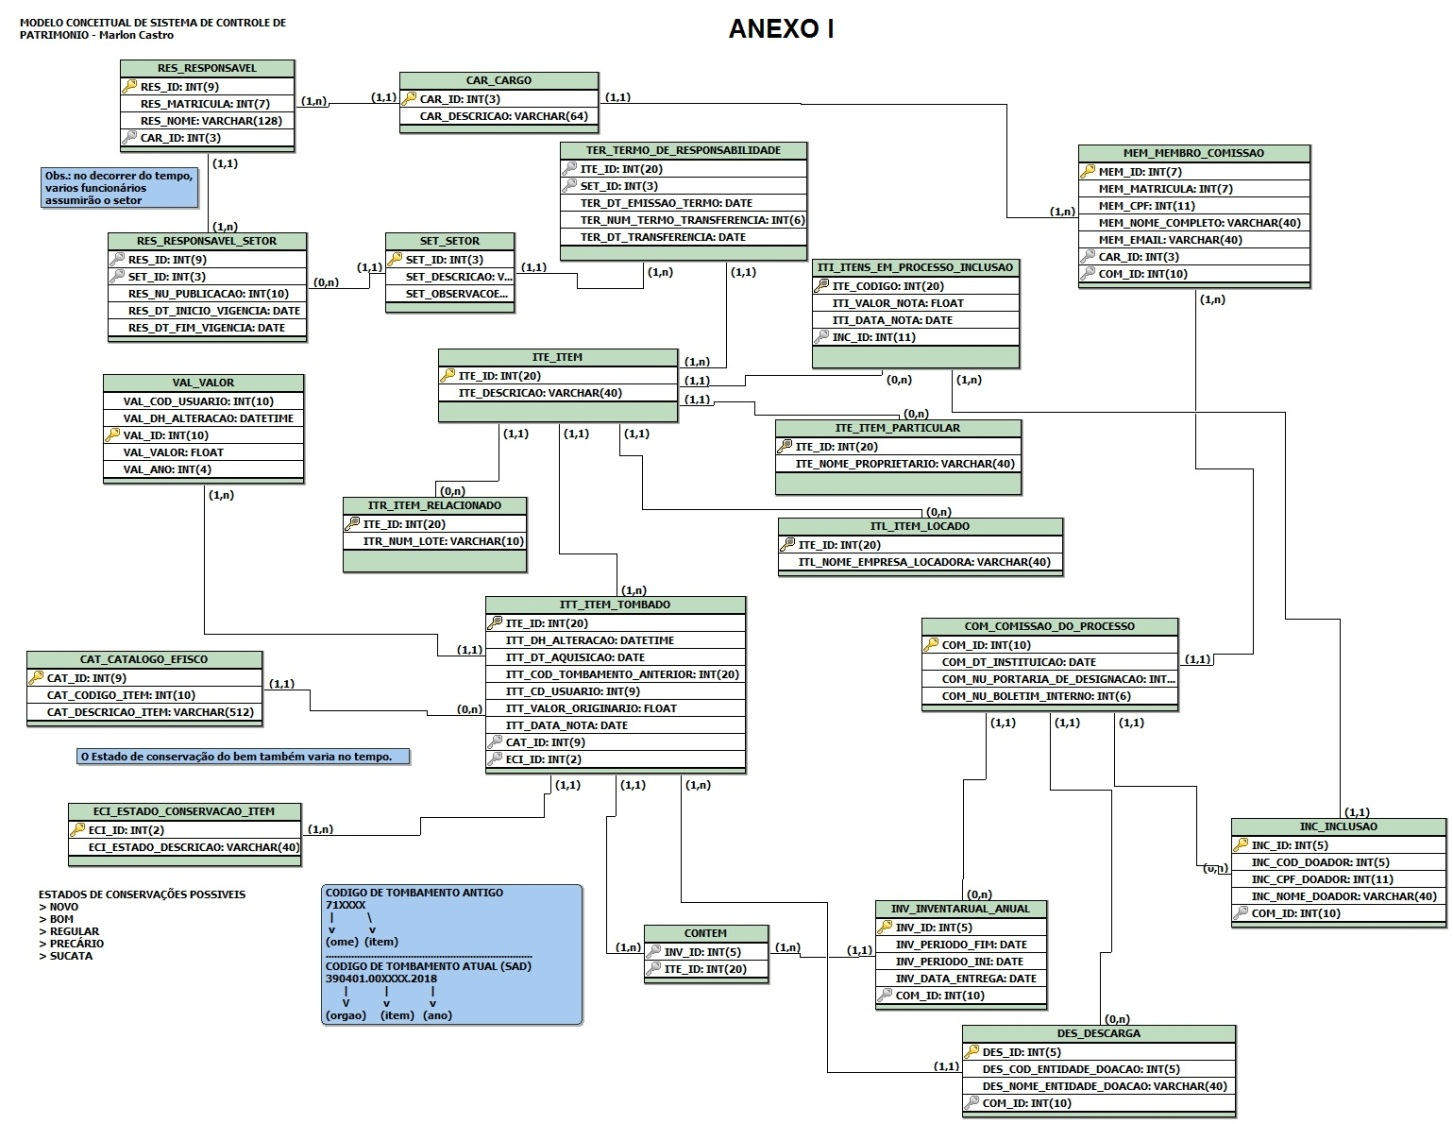 MODELO CONCEITUAL DE SISTEMA DE CONTROLE DE
PATRIMONIO - Marlon Castro
ANEXO I
RES_RESPONSAVEL
RES_ID: INT(9)
RES_MATRICULA: INT(7)
RES_NOME: VARCHAR(128)
CAR_ID: INT(3)
(1,n)
(1,1)
CAR_CARGO
CAR_ID: INT(3)
CAR_DESCRICAO: VARCHAR(64)
(1,1)
(1,1)
Obs.: no decorrer do tempo,
varios funcionários
assumirão o setor
(1,n)
TER_TERMO_DE_RESPONSABILIDADE
ITE_ID: INT(20)
SET_ID: INT(3)
TER_DT_EMISSAO_TERMO: DATE
TER_NUM_TERMO_TRANSFERENCIA: INT(6)
TER_DT_TRANSFERENCIA: DATE
(1,n)
(1,1)
MEM_MEMBRO_COMISSAO
MEM_ID: INT(7)
MEM_MATRICULA: INT(7)
MEM_CPF: INT(11)
MEM_NOME_COMPLETO: VARCHAR(40)
MEM_EMAIL: VARCHAR(40)
CAR_ID: INT(3)
COM_ID: INT(10)
(1,n)
(1,n)
RES_RESPONSAVEL_SETOR
RES_ID: INT(9)
SET_ID: INT(3)
RES_NU_PUBLICACAO: INT(10)
RES_DT_INICIO_VIGENCIA: DATE
RES_DT_FIM_VIGENCIA: DATE
(0,n)
(1,1)
SET_SETOR
SET_ID: INT(3)
SET_DESCRICAO: V...
SET_OBSERVACOE...
(1,1)
ITI_ITENS_EM_PROCESSO_INCLUSAO
ITE_CODIGO: INT(20)
ITI_VALOR_NOTA: FLOAT
ITI_DATA_NOTA: DATE
INC_ID: INT(11)
(0,n)
(1,n)
ITE_ITEM
ITE_ID: INT(20)
ITE_DESCRICAO: VARCHAR(40)
(1,n)
(1,1)
(1,1)
(1,1)
(1,1)
(1,1)
VAL_VALOR
VAL_COD_USUARIO: INT(10)
VAL_DH_ALTERACAO: DATETIME
VAL_ID: INT(10)
VAL_VALOR: FLOAT
VAL_ANO: INT(4)
(1,n)
(0,n)
ITE_ITEM_PARTICULAR
ITE_ID: INT(20)
ITE_NOME_PROPRIETARIO: VARCHAR(40)
(0,n)
ITR_ITEM_RELACIONADO
ITE_ID: INT(20)
ITR_NUM_LOTE: VARCHAR(10)
(0,n)
ITL_ITEM_LOCADO
ITE_ID: INT(20)
ITL_NOME_EMPRESA_LOCADORA: VARCHAR(40)
(1,n)
ITT_ITEM_TOMBADO
ITE_ID: INT(20)
ITT_DH_ALTERACAO: DATETIME
ITT_DT_AQUISICAO: DATE
ITT_COD_TOMBAMENTO_ANTERIOR: INT(20)
ITT_CD_USUARIO: INT(9)
ITT_VALOR_ORIGINARIO: FLOAT
ITT_DATA_NOTA: DATE
CAT_ID: INT(9)
ECI_ID: INT(2)
(1,1)
(0,n)
(1,1)
(1,1)
(1,n)
CAT_CATALOGO_EFISCO
CAT_ID: INT(9)
CAT_CODIGO_ITEM: INT(10)
CAT_DESCRICAO_ITEM: VARCHAR(512)
(1,1)
O Estado de conservação do bem também varia no tempo.
COM_COMISSAO_DO_PROCESSO
COM_ID: INT(10)
COM_DT_INSTITUICAO: DATE
COM_NU_PORTARIA_DE_DESIGNACAO: INT...
COM_NU_BOLETIM_INTERNO: INT(6)
(1,1)
(1,1)
(1,1)
(1,1)
ECI_ESTADO_CONSERVACAO_ITEM
ECI_ID: INT(2)
ECI_ESTADO_DESCRICAO: VARCHAR(40)
(1,n)
(1,1)
INC_INCLUSAO
INC_ID: INT(5)
INC_COD_DOADOR: INT(5)
INC_CPF_DOADOR: INT(11)
INC_NOME_DOADOR: VARCHAR(40)
COM_ID: INT(10)
(0,n)
ESTADOS DE CONSERVAÇÕES POSSIVEIS
> NOVO
> BOM
> REGULAR
> PRECÁRIO
> SUCATA
CODIGO DE TOMBAMENTO ANTIGO
71XXXX
| \
v v
(ome) (item)
CODIGO DE TOMBAMENTO ATUAL (SAD)
390401.00XXXX.2018
| | |
V v v
(orgao) (item) (ano)
(1,n)
CONTEM
INV_ID: INT(5)
ITE_ID: INT(20)
(1,n)
(1,1)
(0,n)
INV_INVENTARUAL_ANUAL
INV_ID: INT(5)
INV_PERIODO_FIM: DATE
INV_PERIODO_INI: DATE
INV_DATA_ENTREGA: DATE
COM_ID: INT(10)
(0,n)
(1,1)
DES_DESCARGA
DES_ID: INT(5)
DES_COD_ENTIDADE_DOACAO: INT(5)
DES_NOME_ENTIDADE_DOACAO: VARCHAR(40)
COM_ID: INT(10)